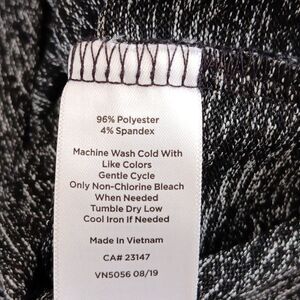 96% Polyester
4% Spandex
Machine Wash Cold With
Like Colors
Gentle Cycle
Only Non-Chlorine Bleach
When Needed
Tumble Dry Low
Cool Iron If Needed
Made In Vietnam
CA# 23147
VN5056 08/19